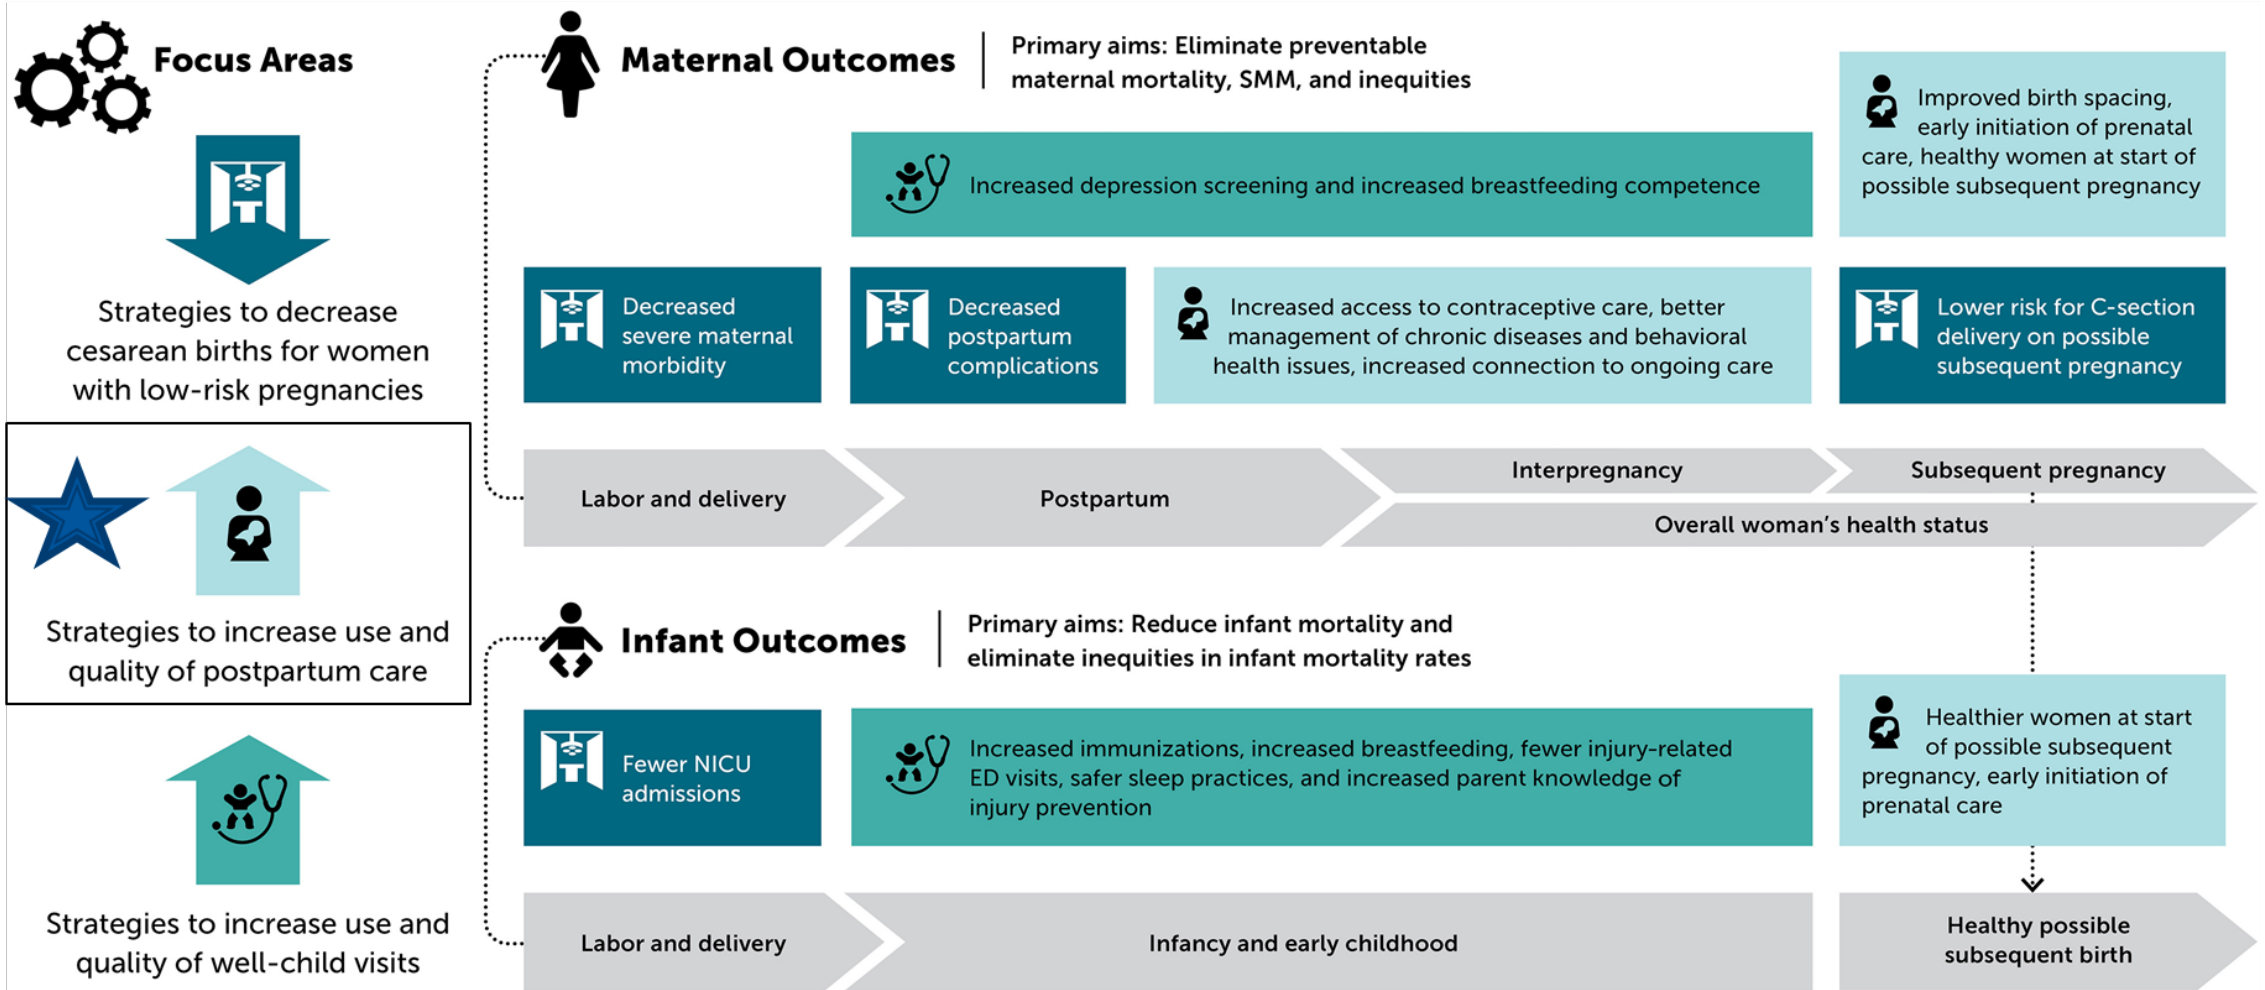 Focus Areas
Strategies to decrease
cesarean births for women
with low-risk pregnancies
Strategies to increase use and
quality of postpartum care
Strategies to increase use and
quality of well-child visits
Maternal Outcomes
Primary aims: Eliminate preventable
maternal mortality, SMM, and inequities
Increased depression screening and increased breastfeeding competence
Improved birth spacing,
early initiation of prenatal
care, healthy women at start of
possible subsequent pregnancy
Decreased
severe maternal
morbidity
Decreased
postpartum
complications
Increased access to contraceptive care, better
management of chronic diseases and behavioral
health issues, increased connection to ongoing care
Lower risk for C-section
delivery on possible
subsequent pregnancy
Labor and delivery
Postpartum
Interpregnancy
Subsequent pregnancy
Overall woman’s health status
Infant Outcomes
Primary aims: Reduce infant mortality and
eliminate inequities in infant mortality rates
Fewer NICU
admissions
Increased immunizations, increased breastfeeding, fewer injury-related
ED visits, safer sleep practices, and increased parent knowledge of
injury prevention
Healthier women at start
of possible subsequent
pregnancy, early initiation of
prenatal care
Labor and delivery
Infancy and early childhood
Healthy possible
subsequent birth